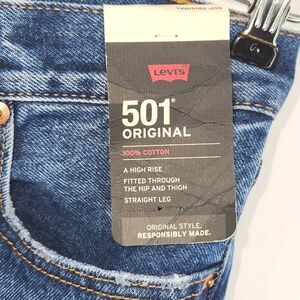 Levi's
501®
ORIGINAL
100% COTTON
A HIGH RISE
FITTED THROUGH
THE HIP AND THIGH
STRAIGHT LEG
ORIGINAL STYLE.
RESPONSIBLY MADE.